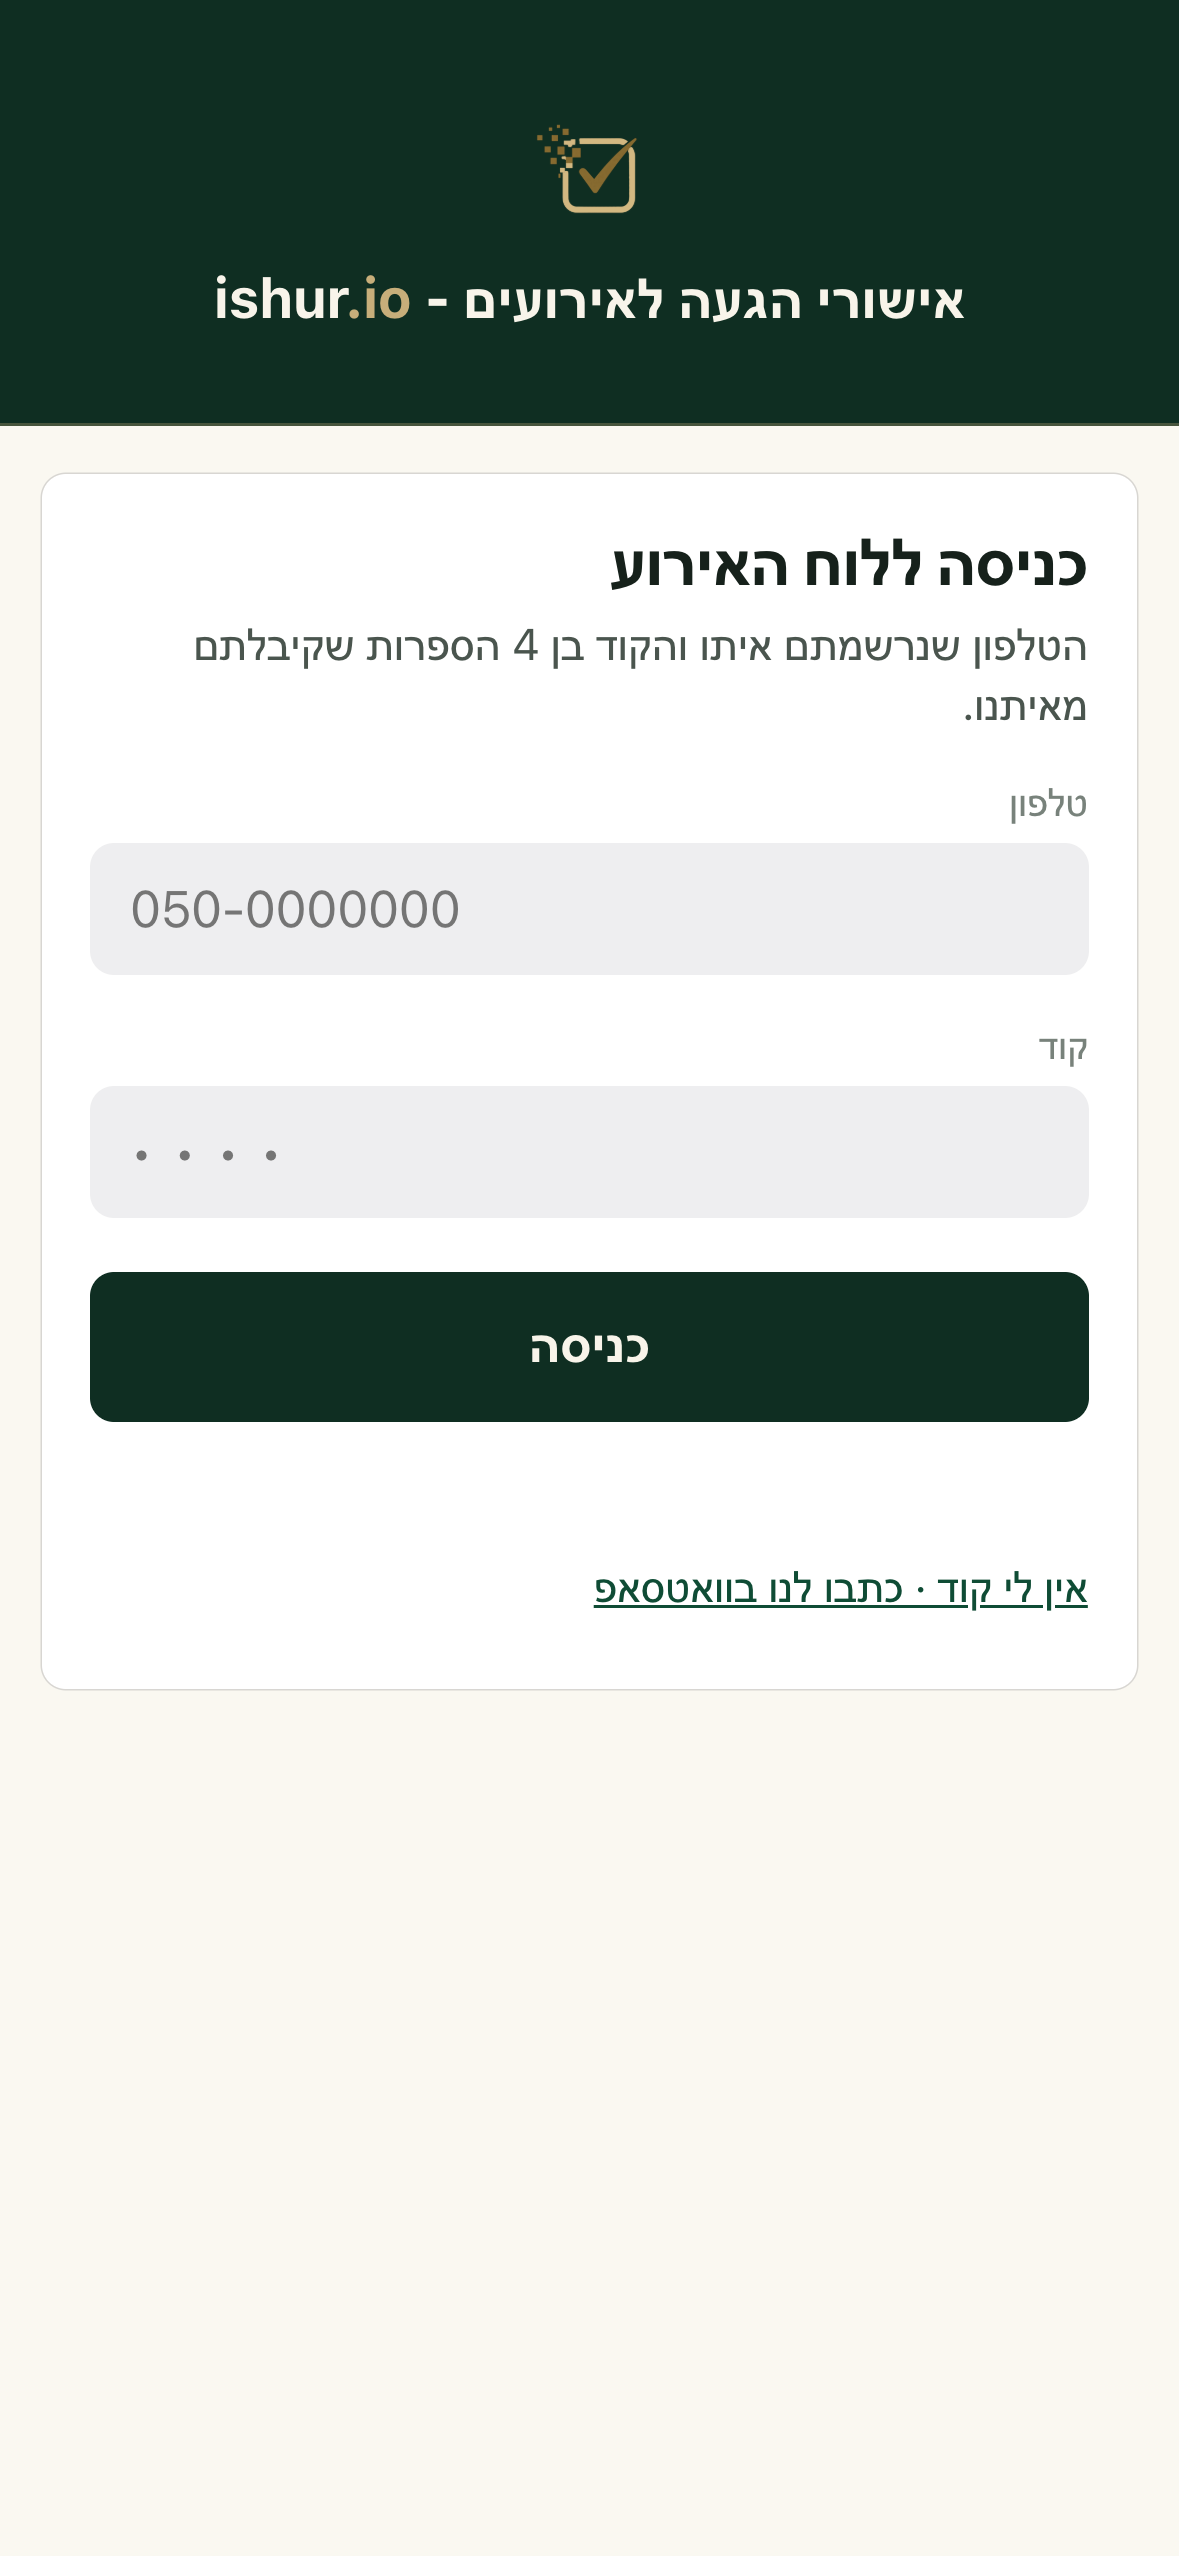 אישורי הגעה לאירועים - ishur.io
כניסה ללוח האירוע
הטלפון שנרשמתם איתו והקוד בן 4 הספרות שקיבלתם
מאיתנו.
טלפון
050-0000000
קוד
• • • •
כניסה
אין לי קוד · כתבו לנו בוואטסאפ